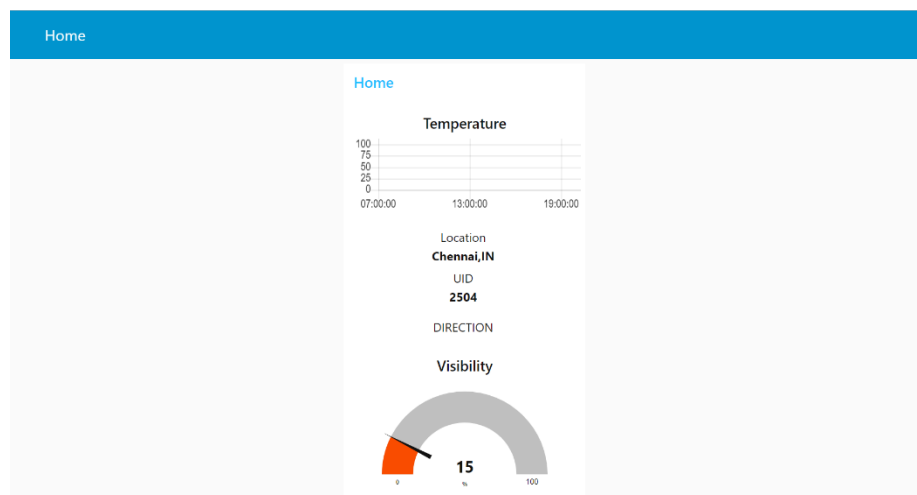 Home
Home
Temperature
100
75
50
25
0
07:00:00 13:00:00 19:00:00
Location
Chennai,IN
UID
2504
DIRECTION
Visibility
15
0 % 100